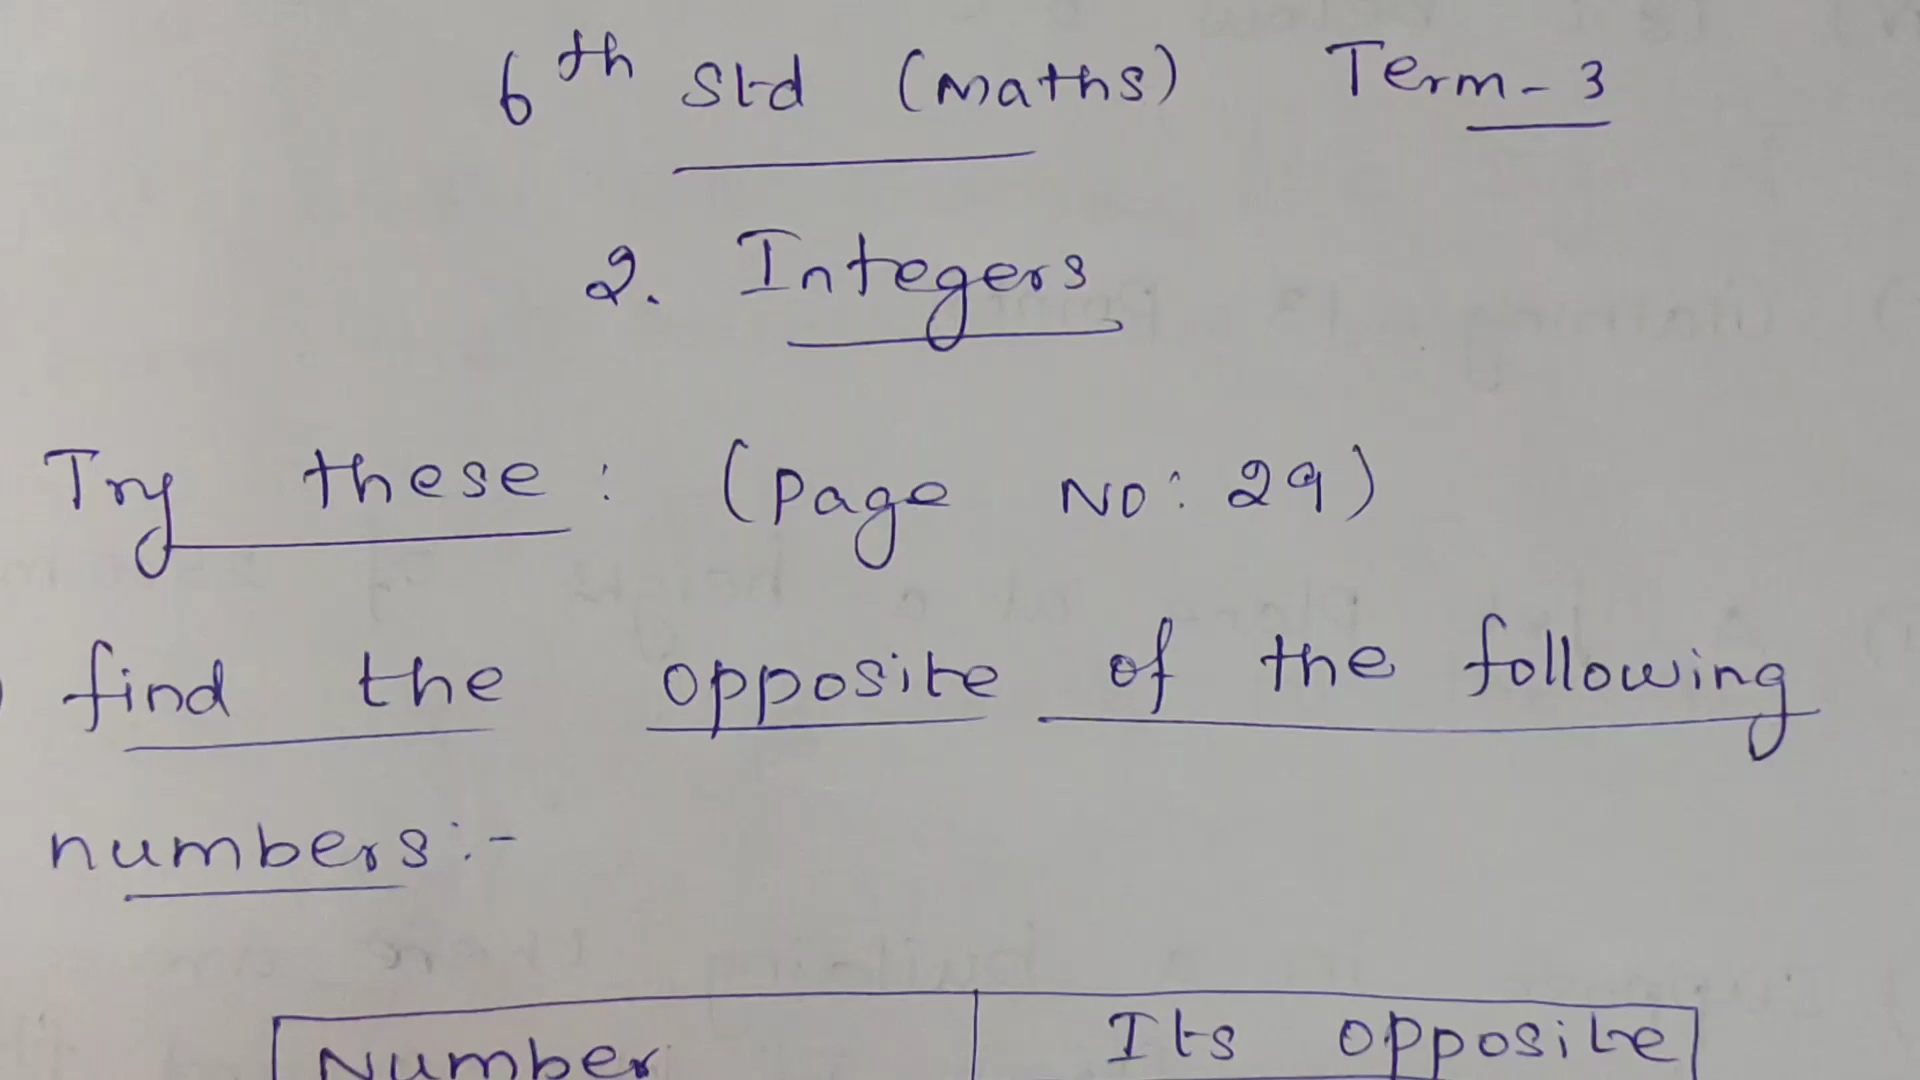 6th Std (Maths) Term-3
2. Integers
Try these: (Page No: 29)
find the opposite of the following
numbers:-
Number Its opposite